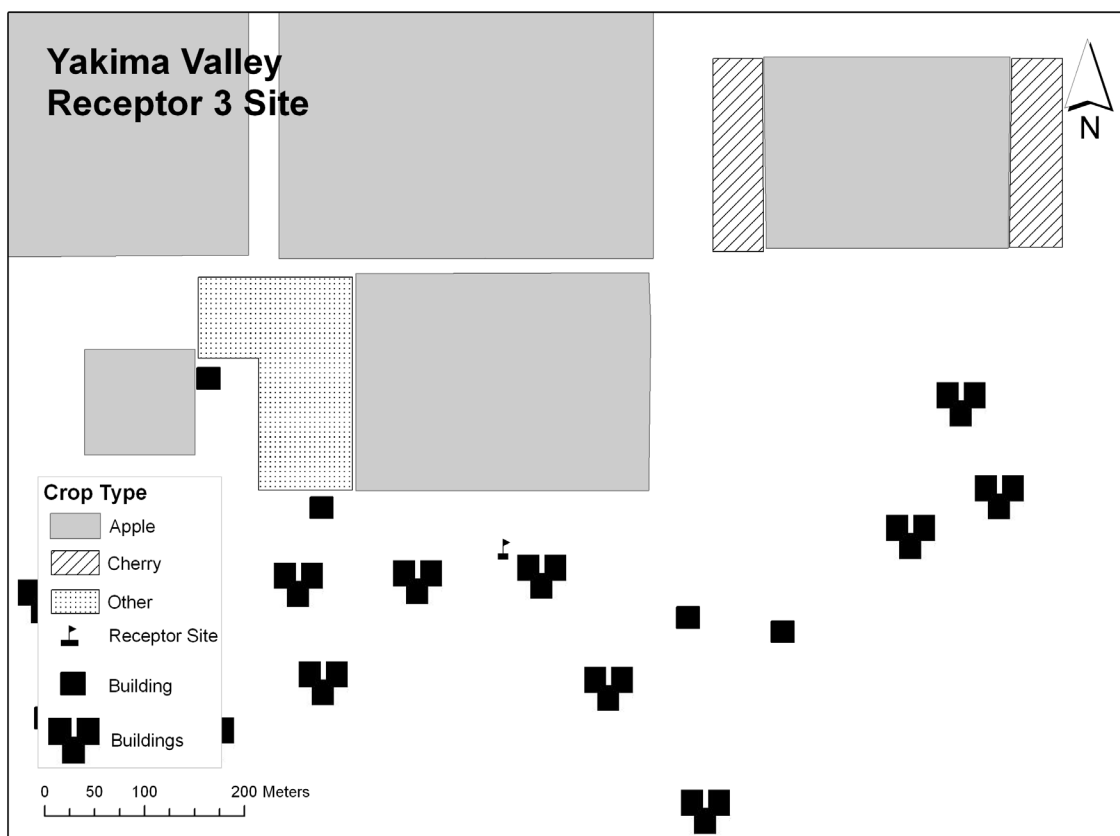 Yakima Valley
Receptor 3 Site
N
Crop Type
Apple
Cherry
Other
Receptor Site
Building
Buildings
0 50 100 200 Meters